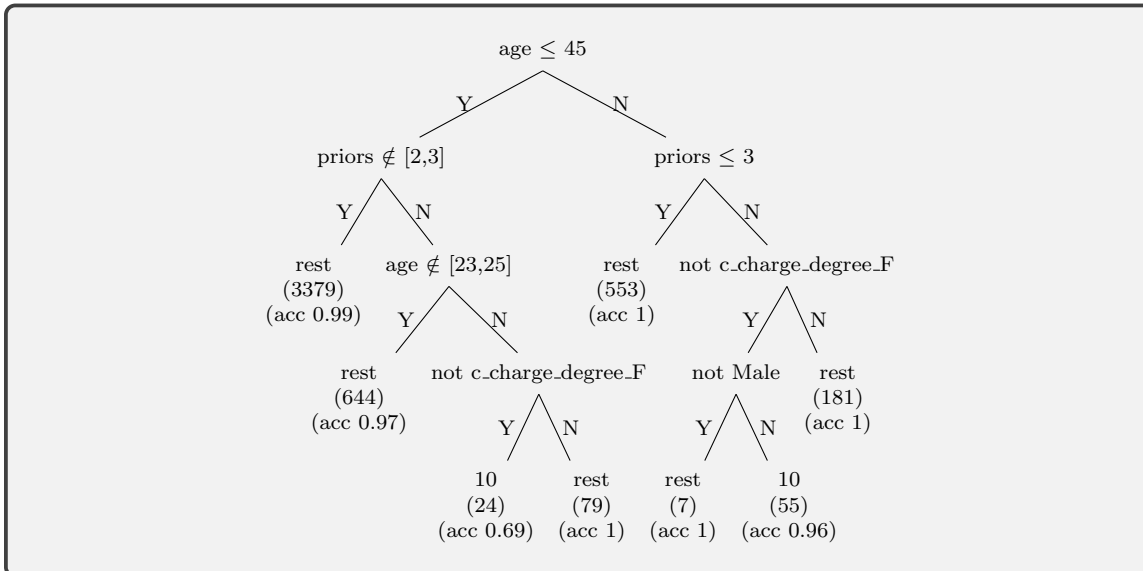 age ≤ 45
Y N
priors ∉ [2,3] priors ≤ 3
Y N Y N
rest age ∉ [23,25] rest not c_charge_degree_F
(3379) (553)
(acc 0.99) (acc 1)
Y N Y N
rest not c_charge_degree_F not Male rest
(644) (181)
(acc 0.97) (acc 1)
Y N Y N
10 rest rest 10
(24) (79) (7) (55)
(acc 0.69) (acc 1) (acc 1) (acc 0.96)